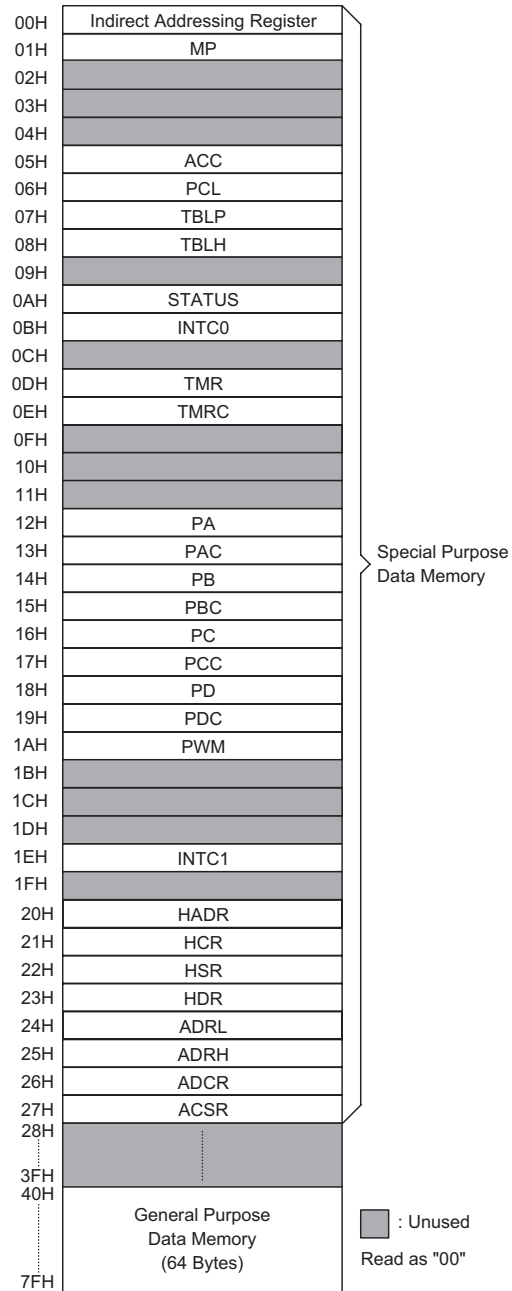 00H Indirect Addressing Register
01H MP
02H
03H
04H
05H ACC
06H PCL
07H TBLP
08H TBLH
09H
0AH STATUS
0BH INTC0
0CH
0DH TMR
0EH TMRC
0FH
10H
11H
12H PA
13H PAC
14H PB
15H PBC
16H PC
17H PCC
18H PD
19H PDC
1AH PWM
1BH
1CH
1DH
1EH INTC1
1FH
20H HADR
21H HCR
22H HSR
23H HDR
24H ADRL
25H ADRH
26H ADCR
27H ACSR
28H
3FH
40H
General Purpose
Data Memory
(64 Bytes)
7FH
Special Purpose
Data Memory
: Unused
Read as "00"